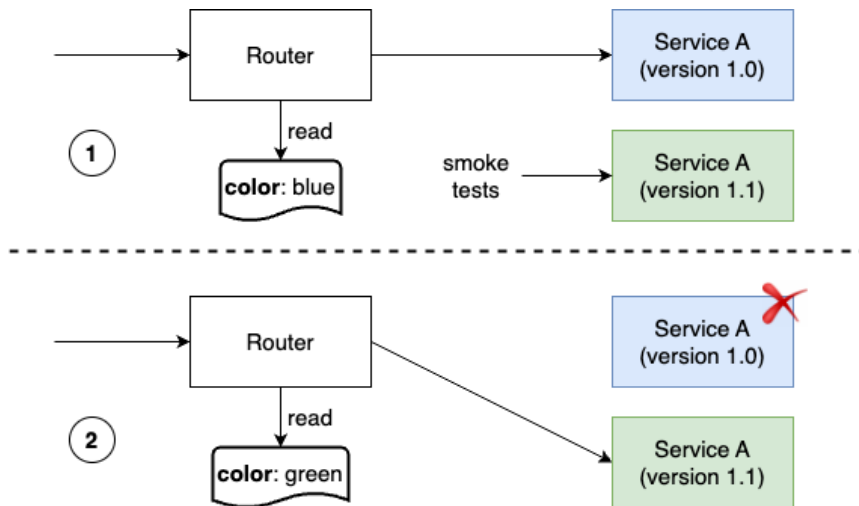 Router
Service A
(version 1.0)
read
1
color: blue
smoke
tests
Service A
(version 1.1)
Router
Service A
(version 1.0)
read
2
color: green
Service A
(version 1.1)